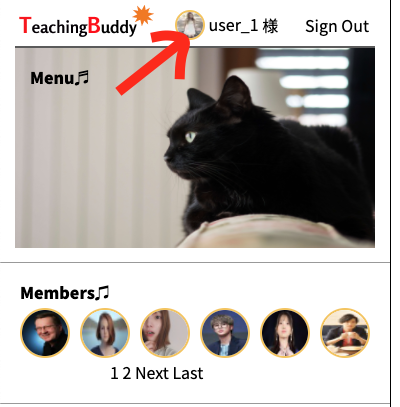 TeachingBuddy user_1 様 Sign Out
Menu♬
Members♬
1 2 Next Last